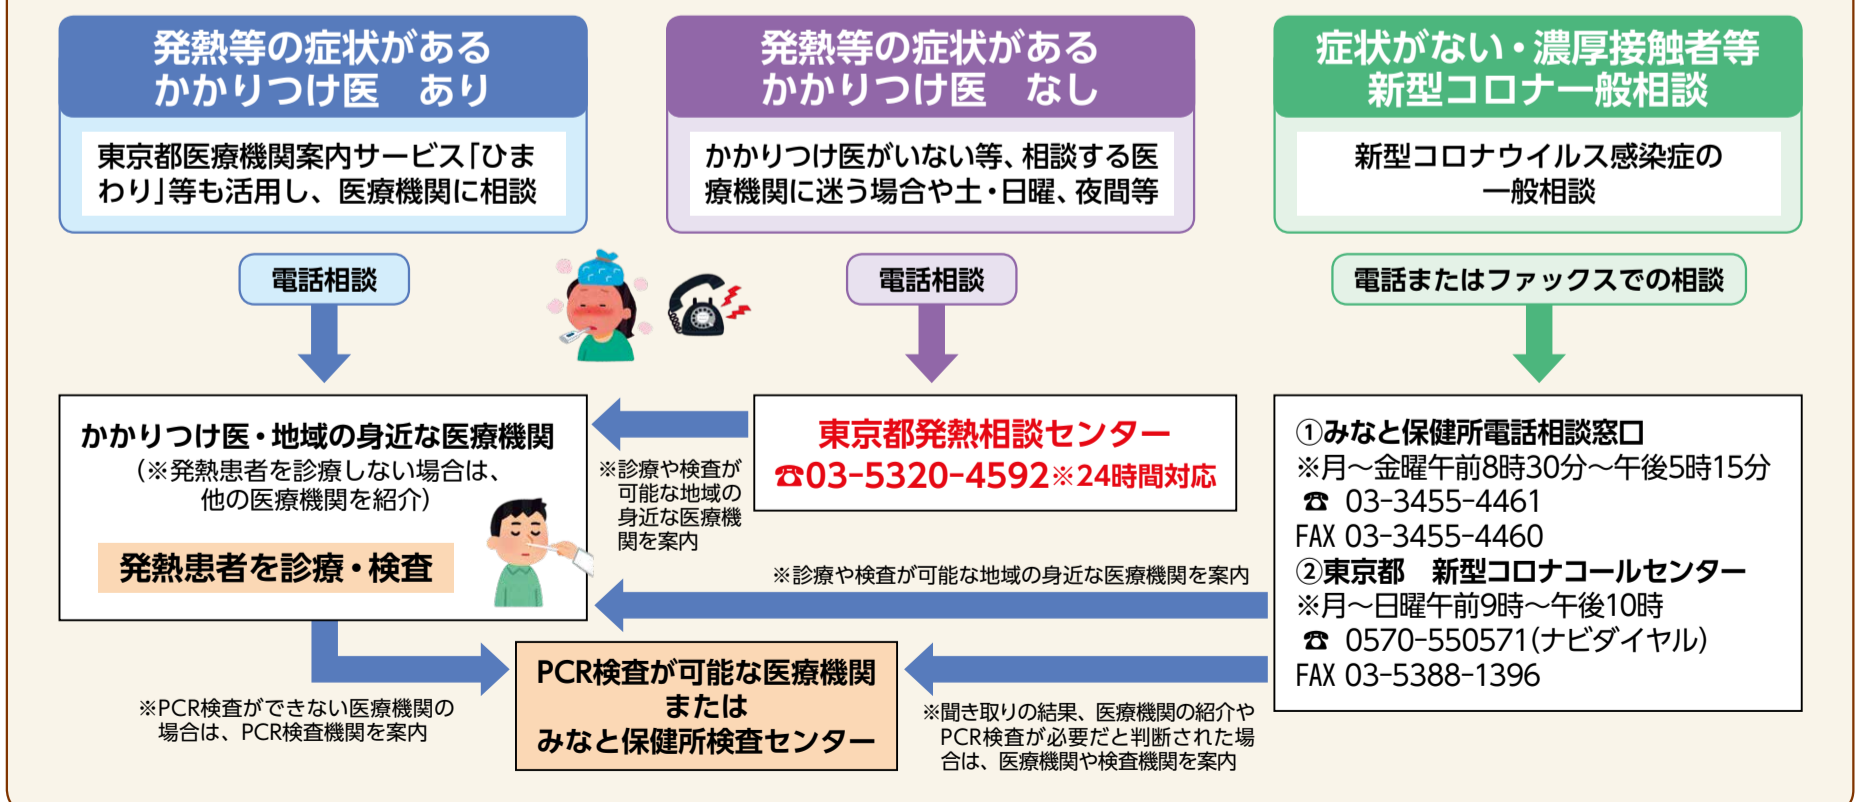 発熱等の症状がある
かかりつけ医　あり
東京都医療機関案内サービス「ひま
わり」等も活用し、医療機関に相談
電話相談
発熱等の症状がある
かかりつけ医　なし
かかりつけ医がいない等、相談する医
療機関に迷う場合や土・日曜、夜間等
電話相談
症状がない・濃厚接触者等
新型コロナ一般相談
新型コロナウイルス感染症の
一般相談
電話またはファックスでの相談
かかりつけ医・地域の身近な医療機関
（※発熱患者を診療しない場合は、
他の医療機関を紹介）
発熱患者を診療・検査
※診療や検査が
可能な地域の
身近な医療機
関を案内
東京都発熱相談センター
☎03-5320-4592※24時間対応
①みなと保健所電話相談窓口
※月～金曜午前8時30分～午後5時15分
☎ 03-3455-4461
FAX 03-3455-4460
②東京都　新型コロナコールセンター
※月～日曜午前9時～午後10時
☎ 0570-550571(ナビダイヤル)
FAX 03-5388-1396
※診療や検査が可能な地域の身近な医療機関を案内
※PCR検査ができない医療機関の
場合は、PCR検査機関を案内
PCR検査が可能な医療機関
または
みなと保健所検査センター
※聞き取りの結果、医療機関の紹介や
PCR検査が必要だと判断された場
合は、医療機関や検査機関を案内